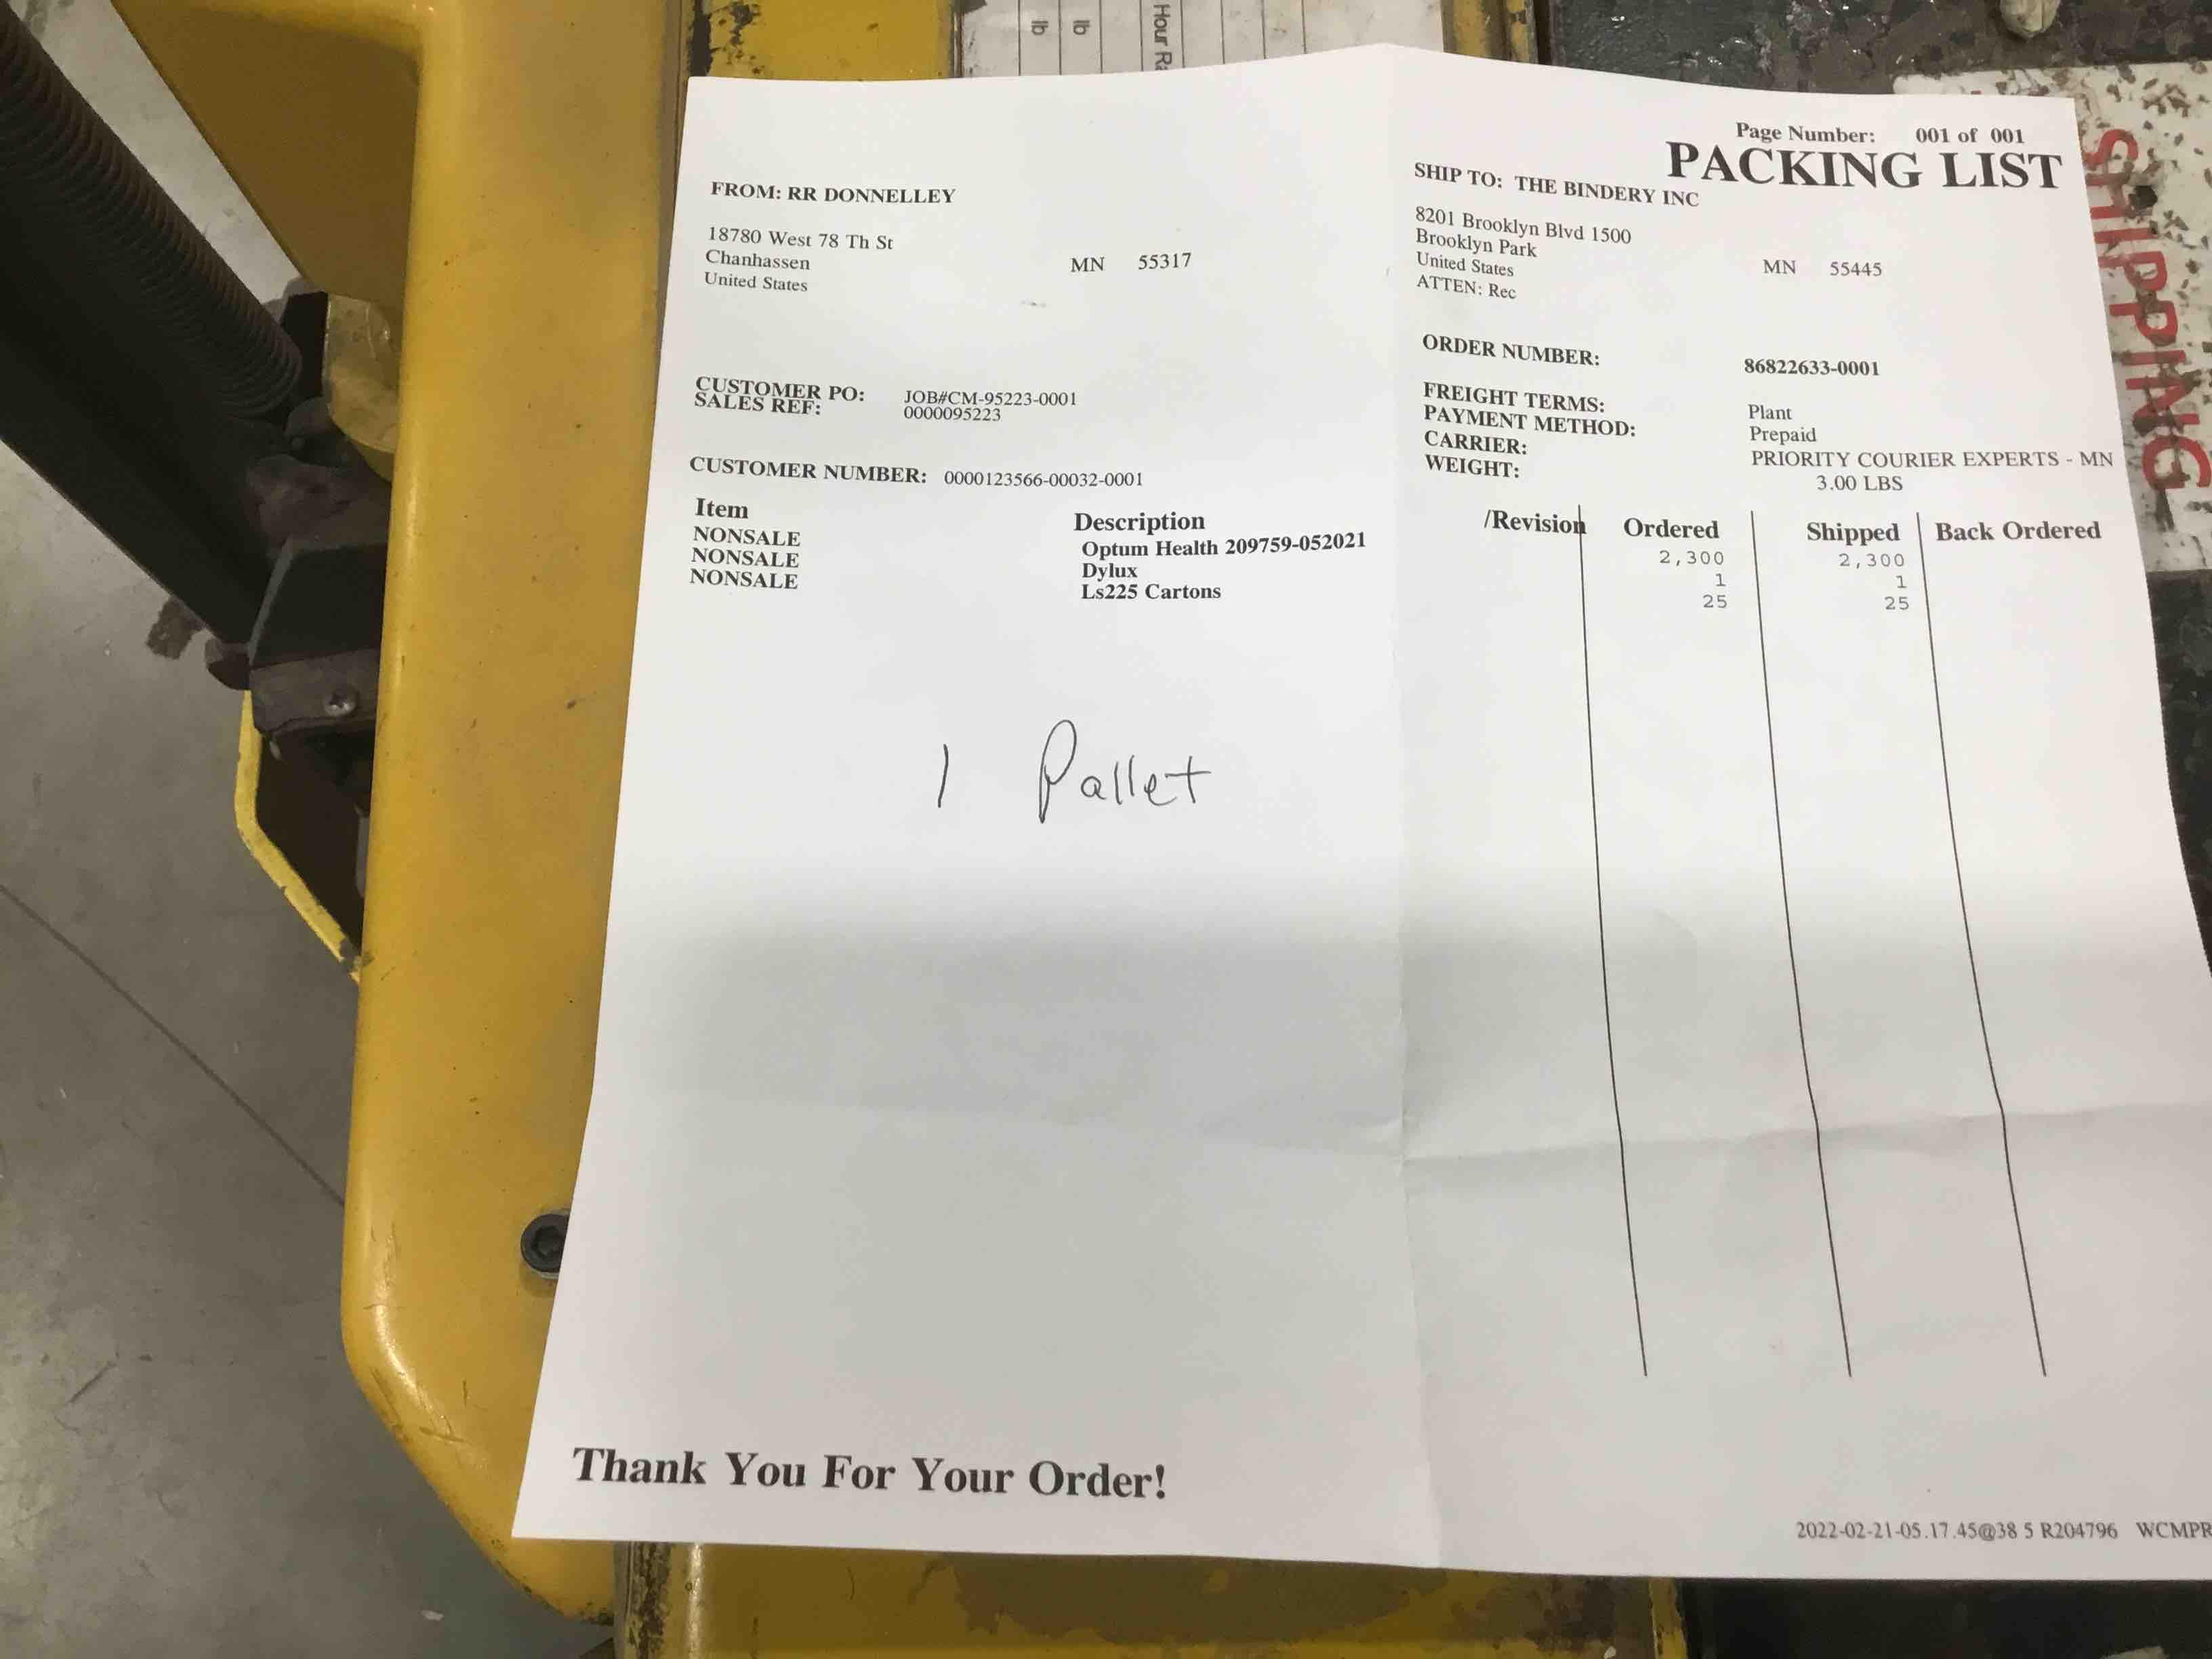 lb
lb
Hour
Page Number: 001 of 001
PACKING LIST
FROM: RR DONNELLEY
18780 West 78 Th St
Chanhassen MN 55317
United States
SHIP TO: THE BINDERY INC
8201 Brooklyn Blvd 1500
Brooklyn Park
United States MN 55445
ATTEN: Rec
SHIPPING
CUSTOMER PO: JOB#CM-95223-0001
SALES REF: 0000095223
CUSTOMER NUMBER: 0000123566-00032-0001
ORDER NUMBER: 86822633-0001
FREIGHT TERMS: Plant
PAYMENT METHOD: Prepaid
CARRIER: PRIORITY COURIER EXPERTS - MN
WEIGHT: 3.00 LBS
Item Description /Revision Ordered Shipped Back Ordered
NONSALE Optum Health 209759-052021 2,300 2,300
NONSALE Dylux 1 1
NONSALE Ls225 Cartons 25 25
1 Pallet
Thank You For Your Order!
2022-02-21-05.17.45@38 5 R204796 WCMPR